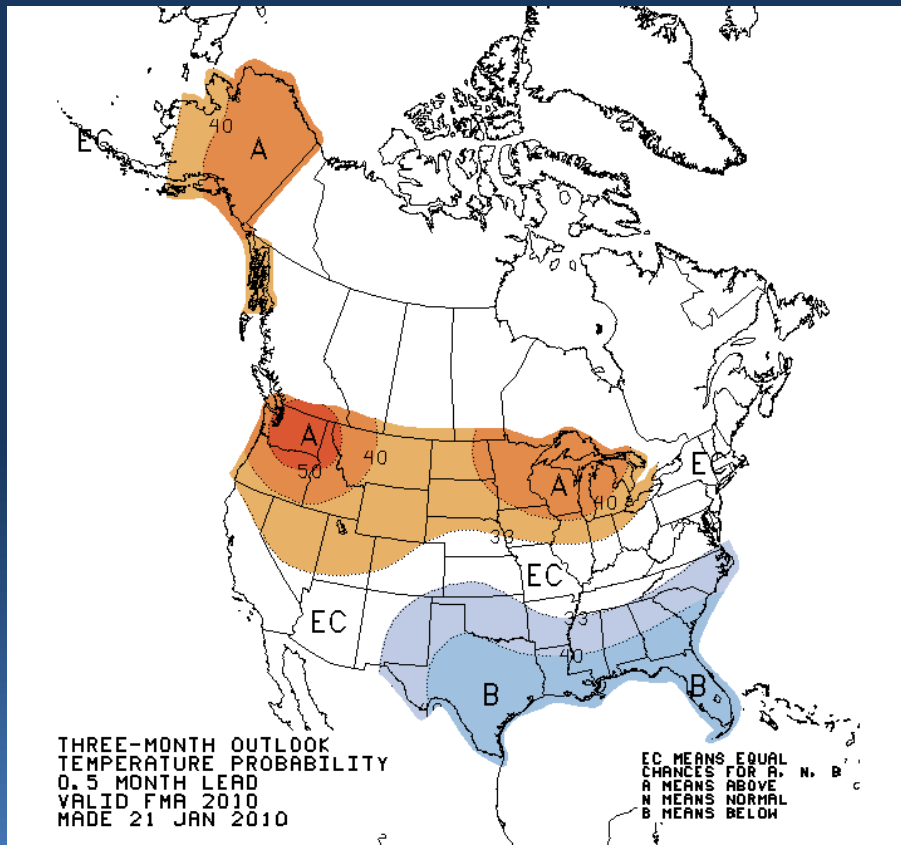 40
EC
A
A
40
50
EC
A
40
33
EC
EC
33
40
B
B
THREE-MONTH OUTLOOK
TEMPERATURE PROBABILITY
0.5 MONTH LEAD
VALID FMA 2010
MADE 21 JAN 2010
EC MEANS EQUAL
CHANCES FOR A, N, B
A MEANS ABOVE
N MEANS NORMAL
B MEANS BELOW